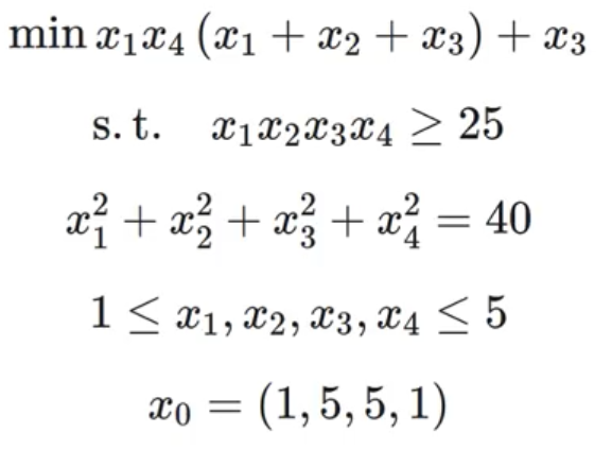 min x₁x₄ (x₁ + x₂ + x₃) + x₃
s. t. x₁x₂x₃x₄ ≥ 25
x₁² + x₂² + x₃² + x₄² = 40
1 ≤ x₁, x₂, x₃, x₄ ≤ 5
x₀ = (1, 5, 5, 1)